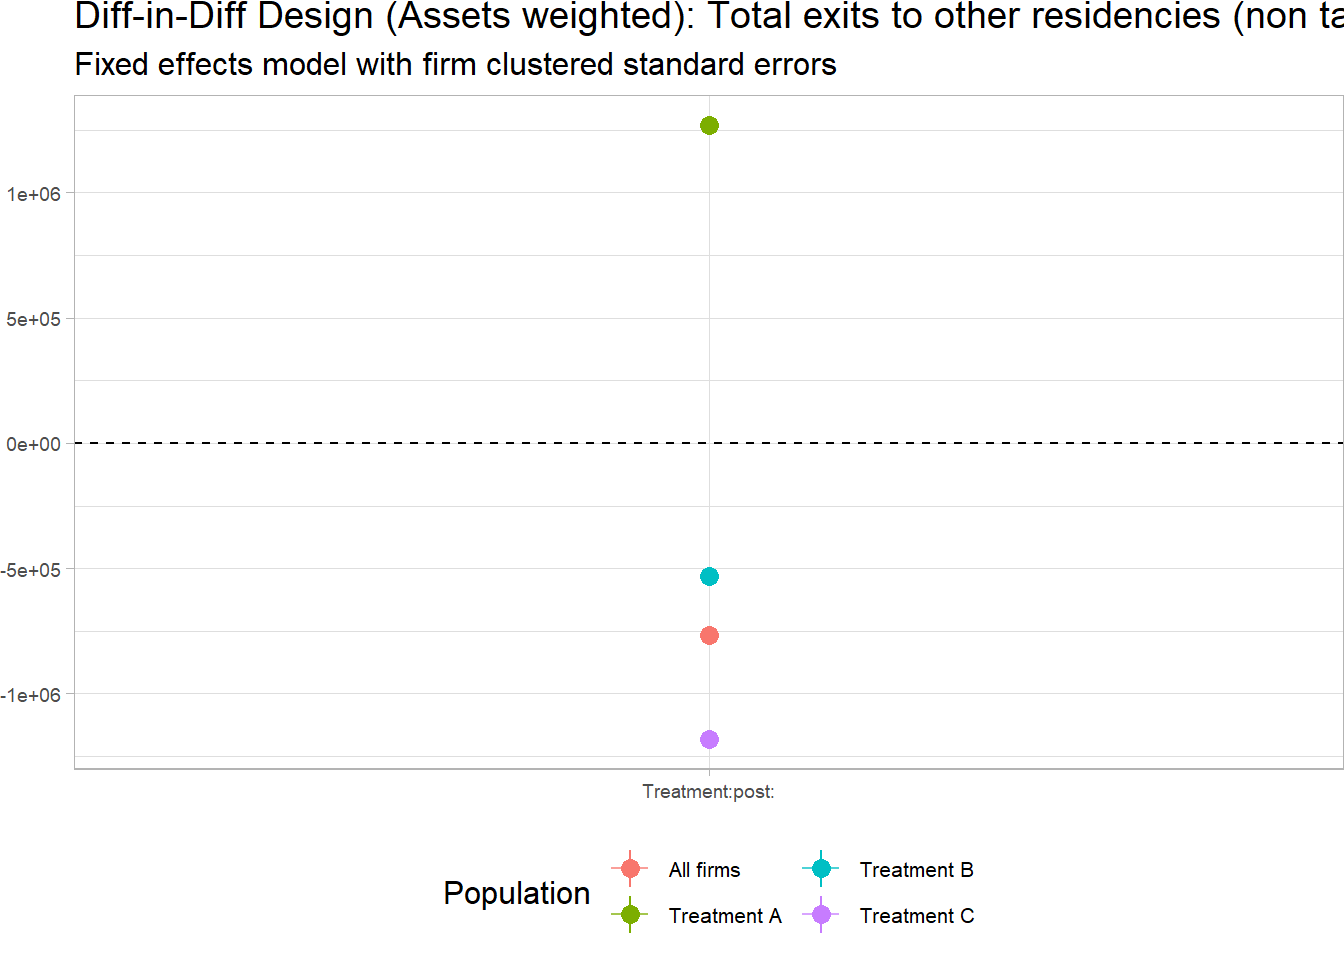 Diff-in-Diff Design (Assets weighted): Total exits to other residencies (non
Fixed effects model with firm clustered standard errors
1e+06
5e+05
0e+00
-5e+05
-1e+06
Treatment:post:
Population
All firms
Treatment B
Treatment A
Treatment C